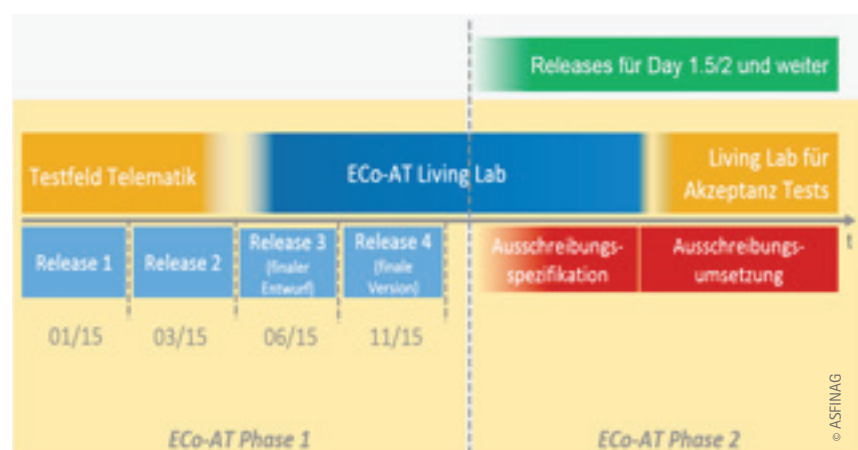 Releases für Day 1.5/2 und weiter
Testfeld Telematik
ECo-AT Living Lab
Living Lab für
Akzeptanz Tests
t
Release 1
Release 2
Release 3
(finaler
Entwurf)
Release 4
(finale
Version)
Ausschreibungs-
spezifikation
Ausschreibungs-
umsetzung
01/15
03/15
06/15
11/15
ECo-AT Phase 1
ECo-AT Phase 2
© ASFINAG